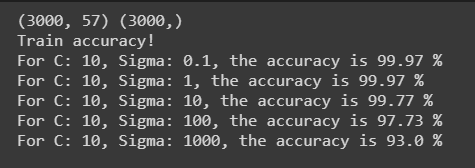 (3000, 57) (3000,)
Train accuracy!
For C: 10, Sigma: 0.1, the accuracy is 99.97 %
For C: 10, Sigma: 1, the accuracy is 99.97 %
For C: 10, Sigma: 10, the accuracy is 99.77 %
For C: 10, Sigma: 100, the accuracy is 97.73 %
For C: 10, Sigma: 1000, the accuracy is 93.0 %